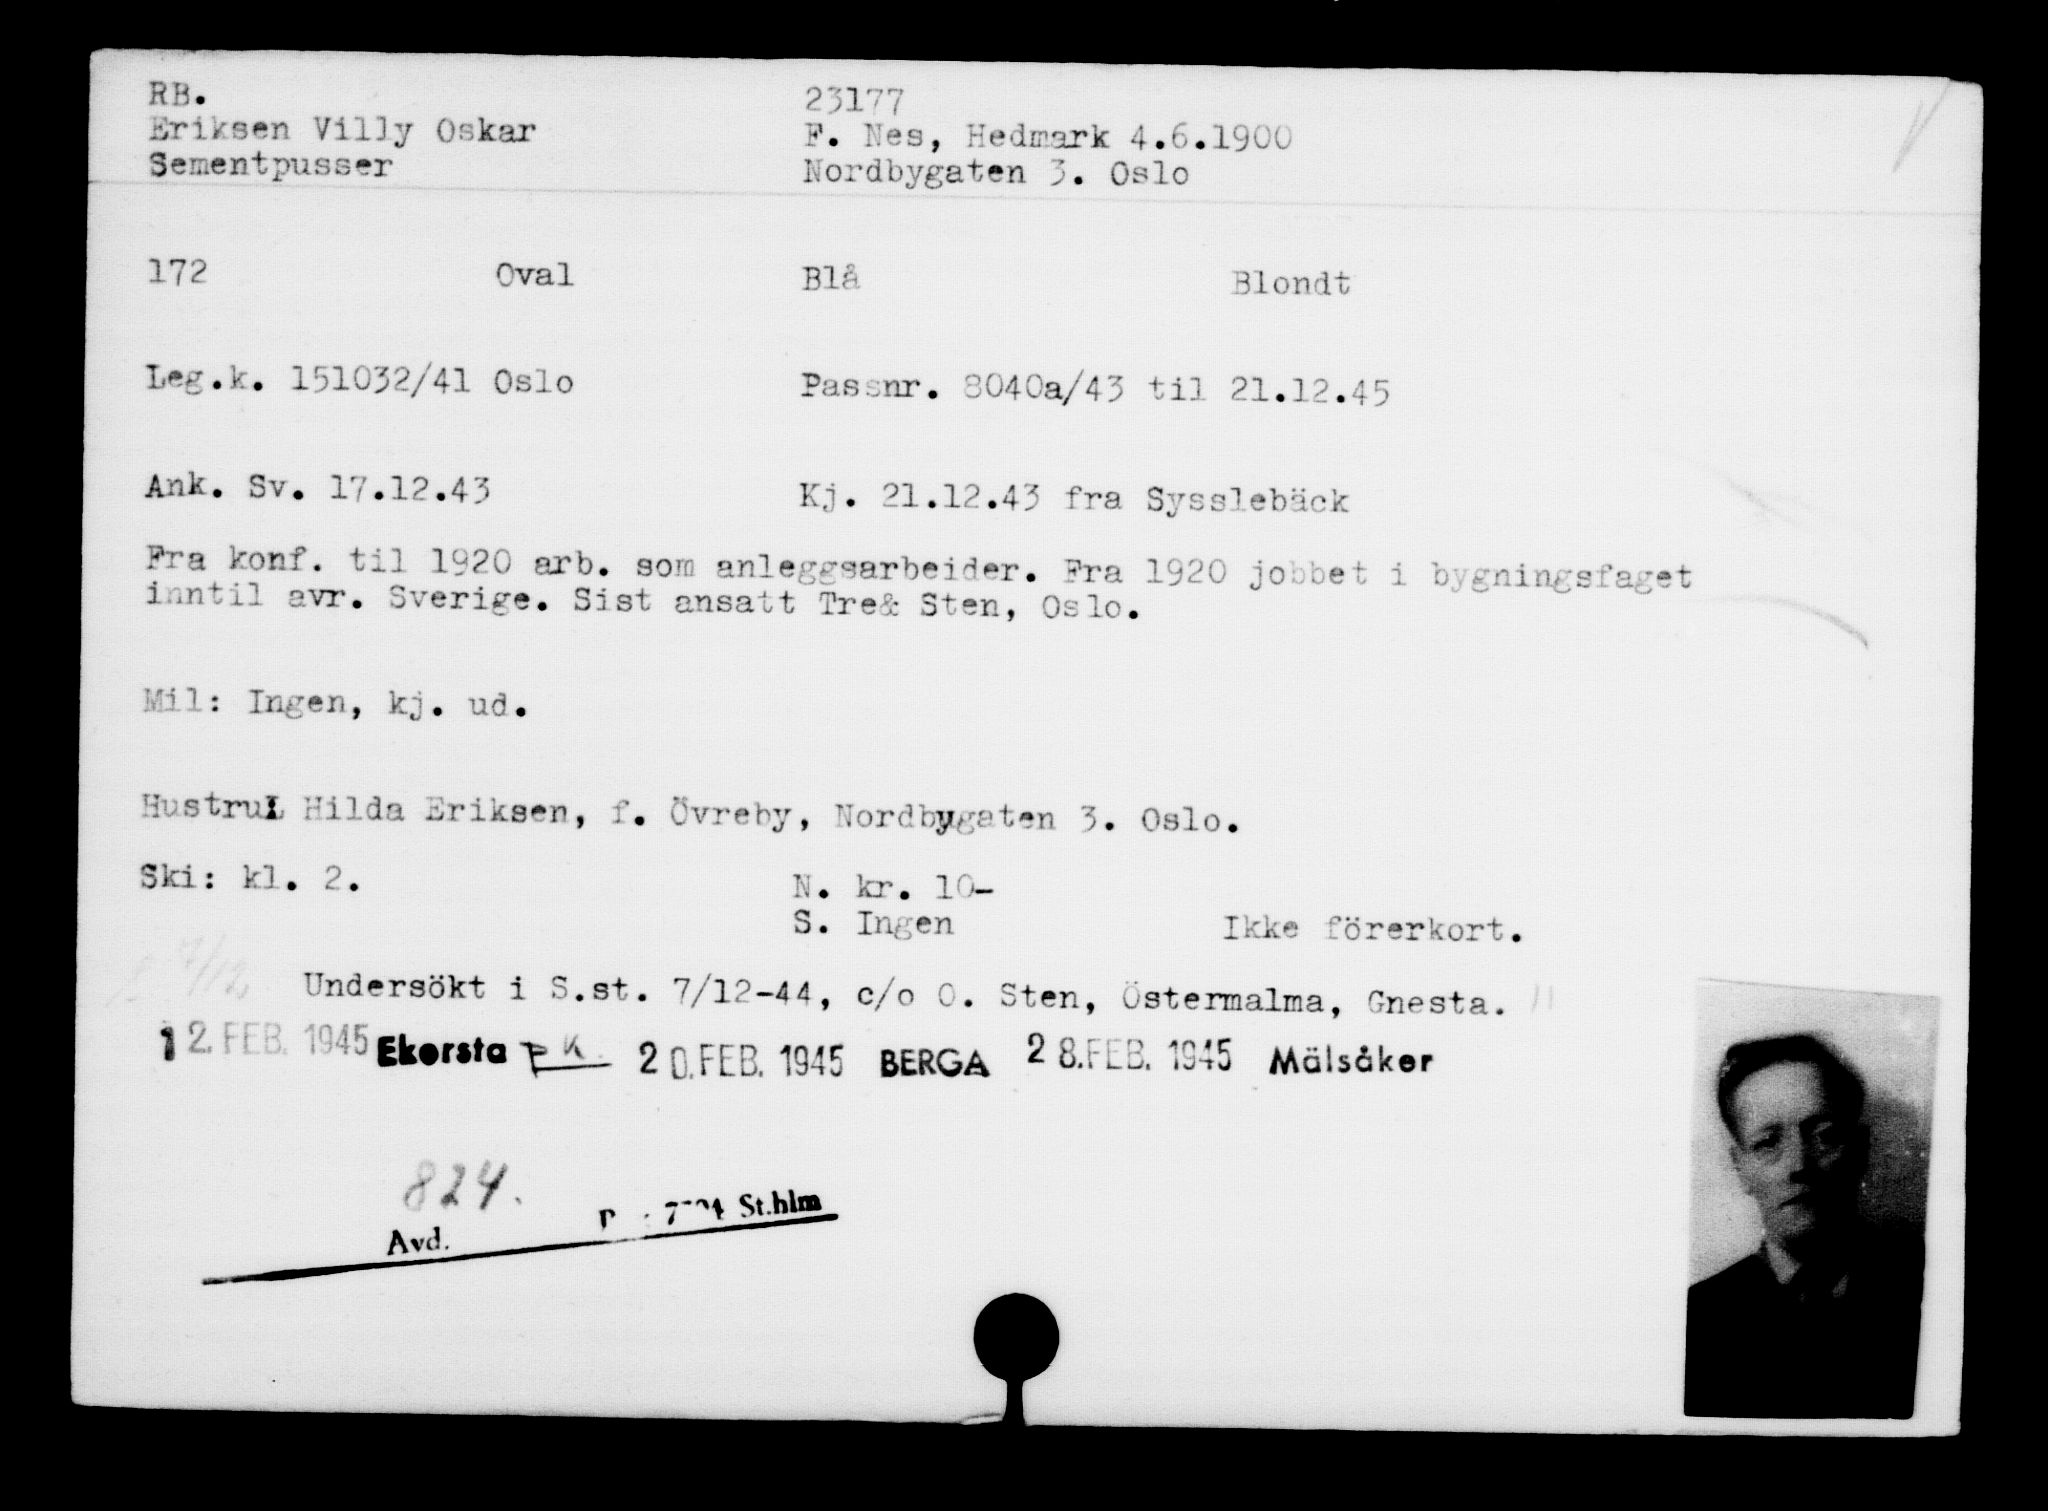 RB. 23177
Eriksen Villy Oskar F. Nes, Hedmark 4.6.1900
Sementpusser Nordbygaten 3. Oslo
172 Oval Blå Blondt
Leg.k. 151032/41 Oslo Passnr. 8040a/43 til 21.12.45
Ank. Sv. 17.12.43 Kj. 21.12.43 fra Sysslebäck
Fra konf. til 1920 arb. som anleggsarbeider. Fra 1920 jobbet i bygningsfaget
inntil avr. Sverige. Sist ansatt Tre& Sten, Oslo.
Mil: Ingen, kj. ud.
Hustru: Hilda Eriksen, f. Övreby, Nordbygaten 3. Oslo.
Ski: kl. 2. N. kr. 10-
S. Ingen Ikke förerkort.
7/12
Undersökt i S.st. 7/12-44, c/o O. Sten, Östermalma, Gnesta.
12. FEB. 1945 Ekersta 20. FEB. 1945 BERGA 28. FEB. 1945 Mälsåker
824.
Avd. St.hlm